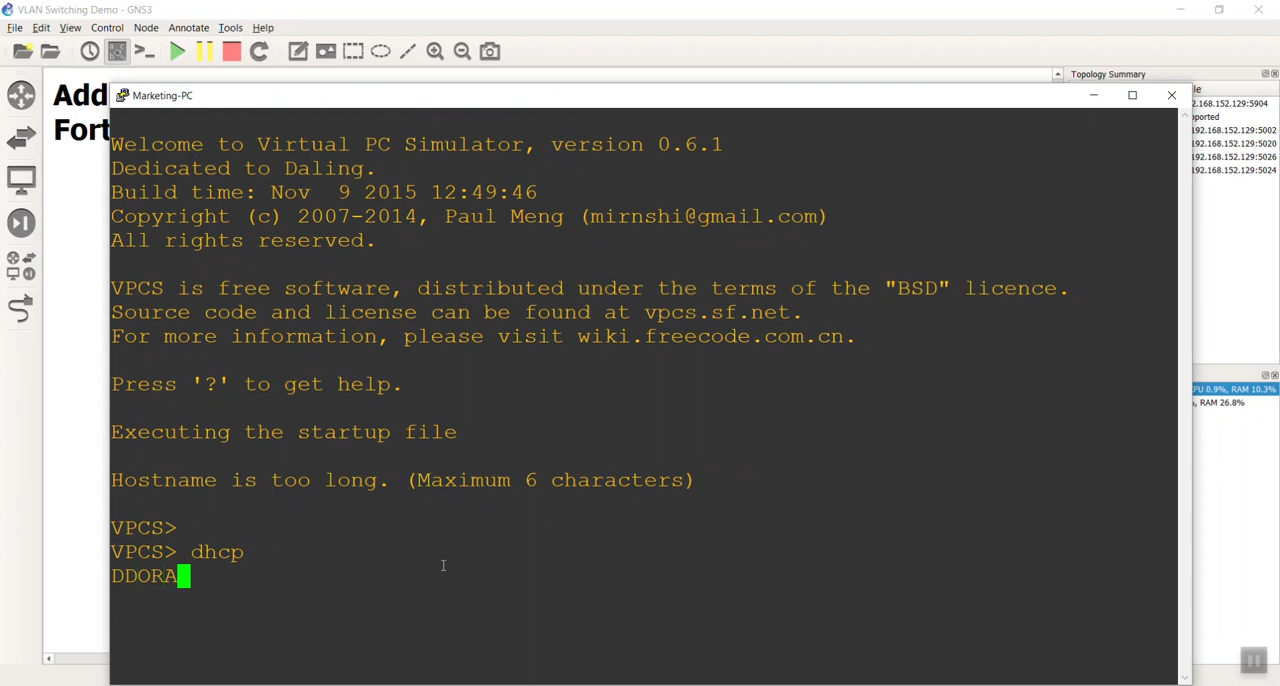 VLAN Switching Demo - GNS3
File Edit View Control Node Annotate Tools Help
Add
Fort
Topology Summary
Marketing-PC
Welcome to Virtual PC Simulator, version 0.6.1
Dedicated to Daling.
Build time: Nov 9 2015 12:49:46
Copyright (c) 2007-2014, Paul Meng (mirnshi@gmail.com)
All rights reserved.
VPCS is free software, distributed under the terms of the "BSD" licence.
Source code and license can be found at vpcs.sf.net.
For more information, please visit wiki.freecode.com.cn.
Press '?' to get help.
Executing the startup file
Hostname is too long. (Maximum 6 characters)
VPCS>
VPCS> dhcp
DDORA
le
2.168.152.129:5904
ported
192.168.152.129:5002
192.168.152.129:5020
192.168.152.129:5026
192.168.152.129:5024
CPU 0.9%, RAM 10.3%
, RAM 26.8%